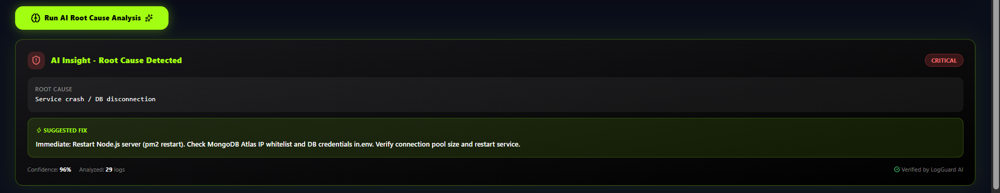 Run AI Root Cause Analysis
AI Insight - Root Cause Detected
CRITICAL
ROOT CAUSE
Service crash / DB disconnection
SUGGESTED FIX
Immediate: Restart Node.js server (pm2 restart). Check MongoDB Atlas IP whitelist and DB credentials in.env. Verify connection pool size and restart service.
Confidence: 96% Analyzed: 29 logs
Verified by LogGuard AI